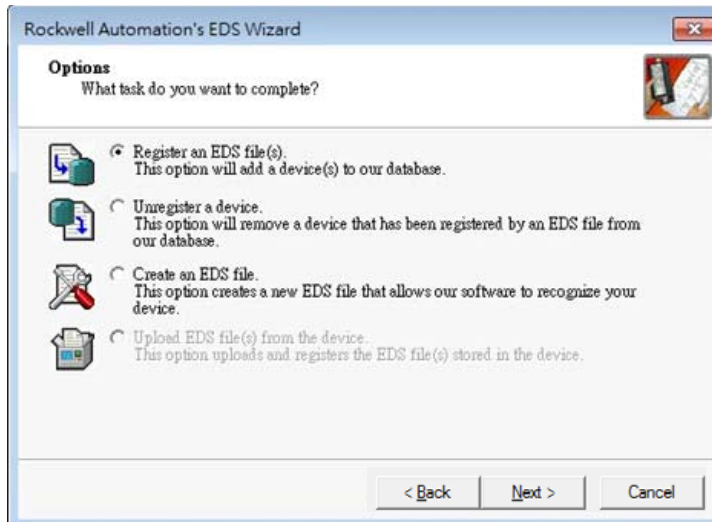 Rockwell Automation's EDS Wizard
Options
What task do you want to complete?
Register an EDS file(s).
This option will add a device(s) to our database.
Unregister a device.
This option will remove a device that has been registered by an EDS file from
our database.
Create an EDS file.
This option creates a new EDS file that allows our software to recognize your
device.
Upload EDS file(s) from the device.
This option uploads and registers the EDS file(s) stored in the device.
< Back
Next >
Cancel